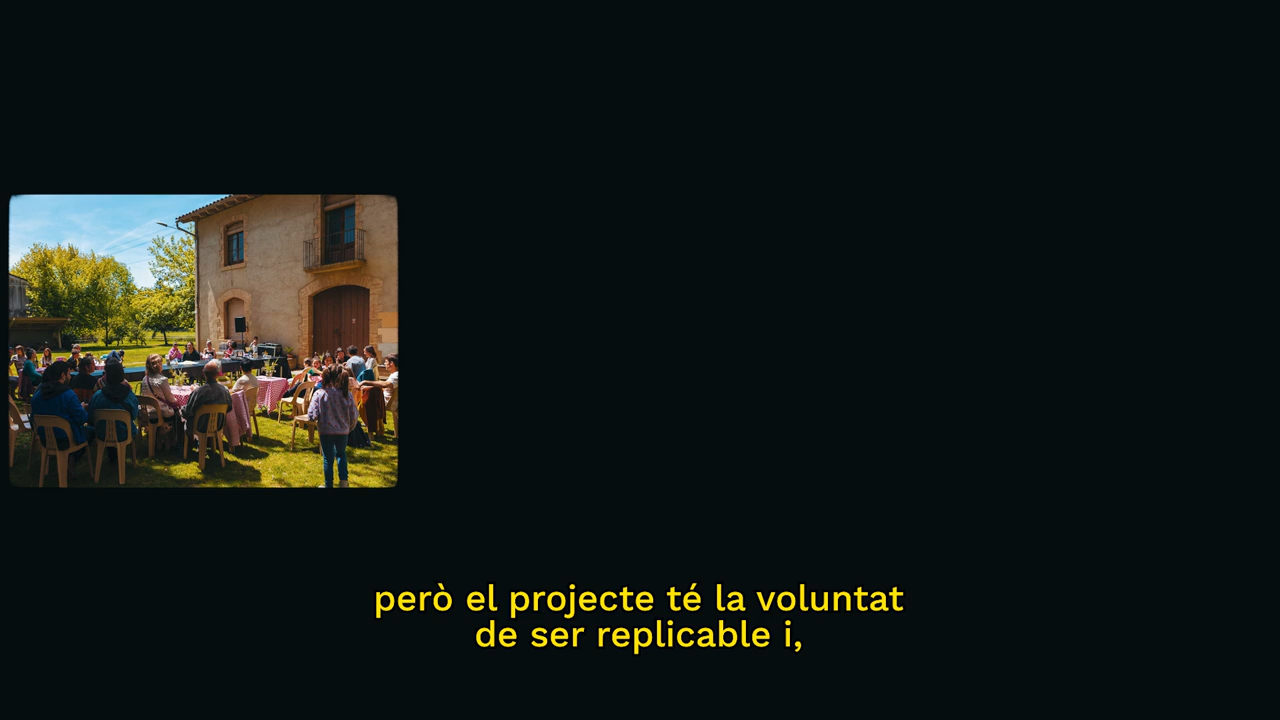 però el projecte té la voluntat
de ser replicable i,